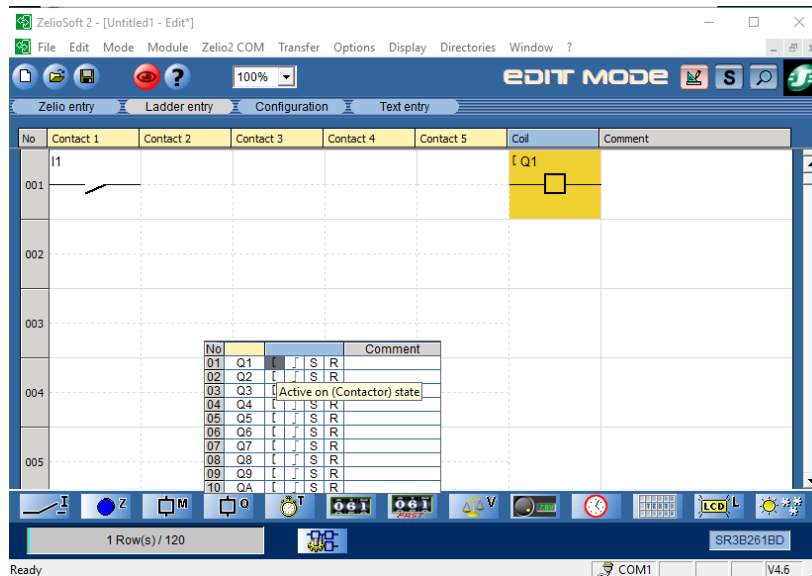 ZelioSoft 2 - [Untitled1 - Edit*]
File Edit Mode Module Zelio2 COM Transfer Options Display Directories Window ?
100% EDIT MODE S
Zelio entry Ladder entry Configuration Text entry
No Contact 1 Contact 2 Contact 3 Contact 4 Contact 5 Coil Comment
I1 [ Q1
001
002
003
No Comment
01 Q1 [ ⌠ S R
02 Q2 [ ⌠ S R
03 Q3 [ Active on (Contactor) state
004
04 Q4 [ ⌠ S R
05 Q5 [ ⌠ S R
06 Q6 [ ⌠ S R
07 Q7 [ ⌠ S R
005
08 Q8 [ ⌠ S R
09 Q9 [ ⌠ S R
10 QA [ ⌠ S R
I Z M Q T 061 061 FAST V LCD L
1 Row(s) / 120 SR3B261BD
Ready COM1 V4.6